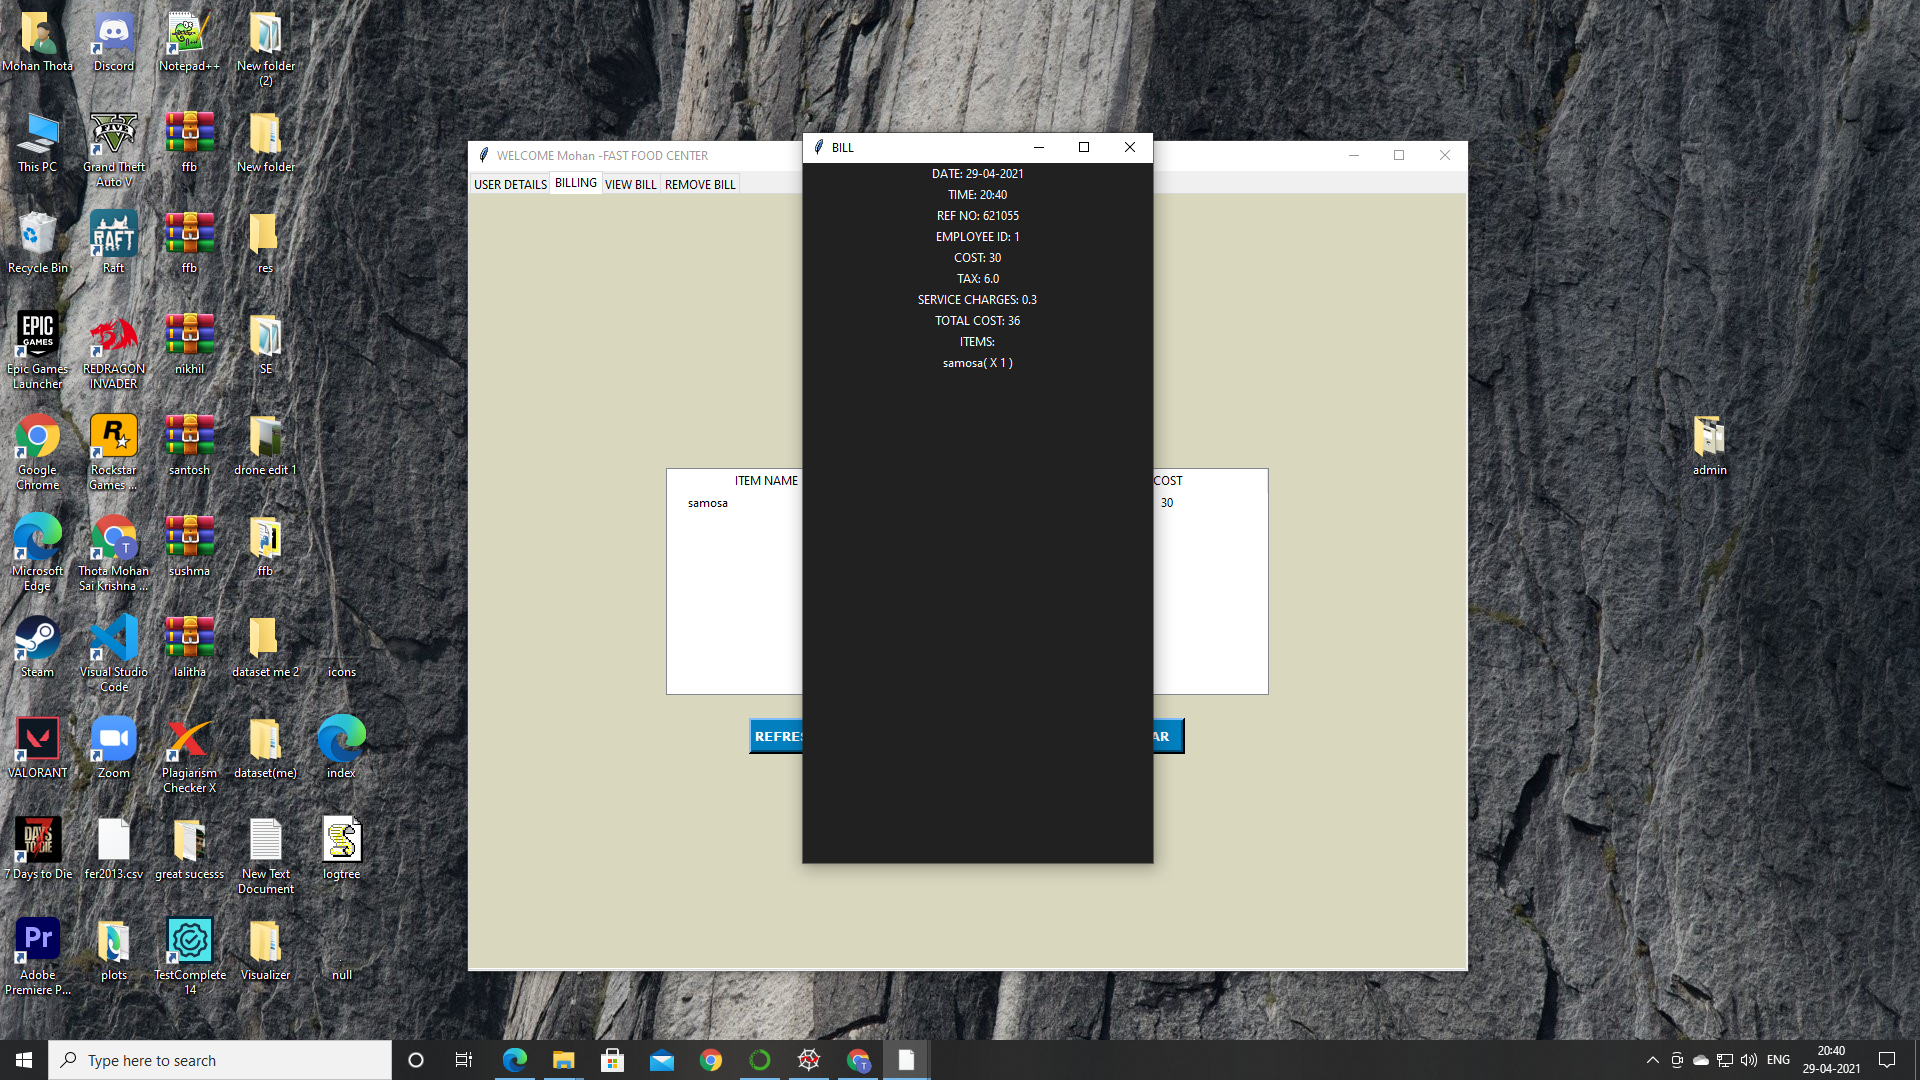 Mohan Thota
Discord
Notepad++
New folder
(2)
This PC
Grand Theft
Auto V
ffb
New folder
Recycle Bin
RAFT
Raft
ffb
res
EPIC
GAMES
Epic Games
Launcher
REDRAGON
INVADER
nikhil
SE
Google
Chrome
Rockstar
Games ...
santosh
drone edit 1
Microsoft
Edge
T
Thota Mohan
Sai Krishna ...
sushma
ffb
Steam
Visual Studio
Code
lalitha
dataset me 2
icons
VALORANT
Zoom
Plagiarism
Checker X
dataset(me)
index
7 Days to Die
fer2013.csv
great sucesss
New Text
Document
logtree
Pr
Adobe
Premiere P...
plots
TestComplete
14
Visualizer
null
admin
WELCOME Mohan -FAST FOOD CENTER
USER DETAILS BILLING VIEW BILL REMOVE BILL
ITEM NAME COST
samosa 30
REFRES AR
BILL
DATE: 29-04-2021
TIME: 20:40
REF NO: 621055
EMPLOYEE ID: 1
COST: 30
TAX: 6.0
SERVICE CHARGES: 0.3
TOTAL COST: 36
ITEMS:
samosa( X 1 )
Type here to search
T
ENG
20:40
29-04-2021